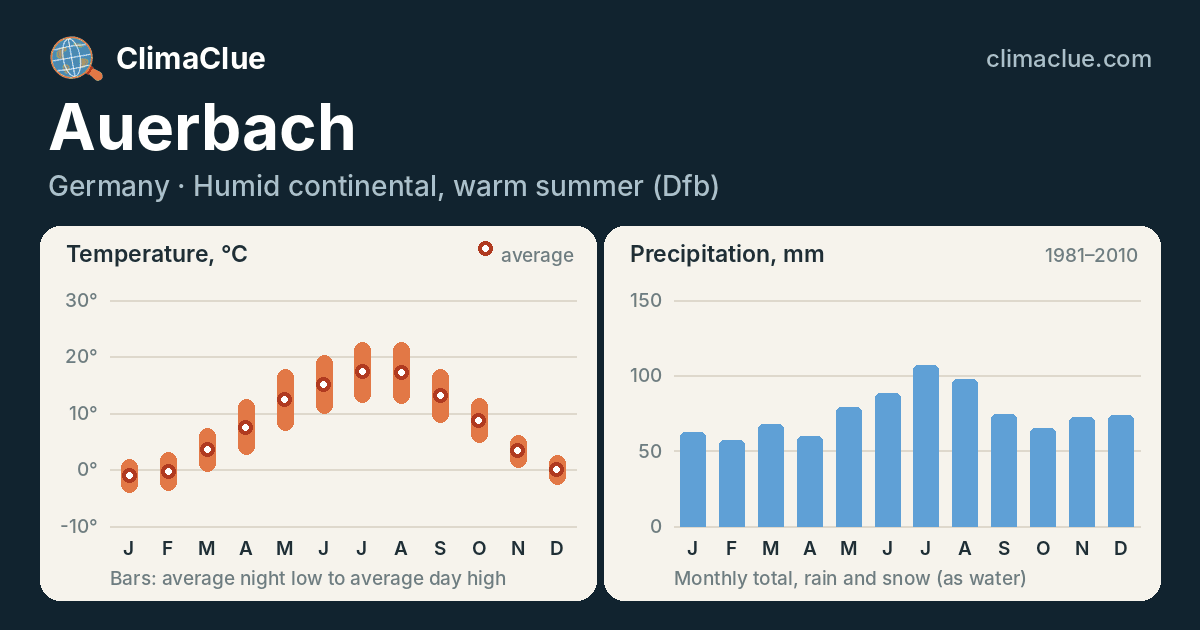 ClimaClue
climaclue.com
Auerbach
Germany · Humid continental, warm summer (Dfb)
Temperature, °C
average
30°
20°
10°
0°
-10°
J F M A M J J A S O N D
Bars: average night low to average day high
Precipitation, mm
1981–2010
150
100
50
0
J F M A M J J A S O N D
Monthly total, rain and snow (as water)